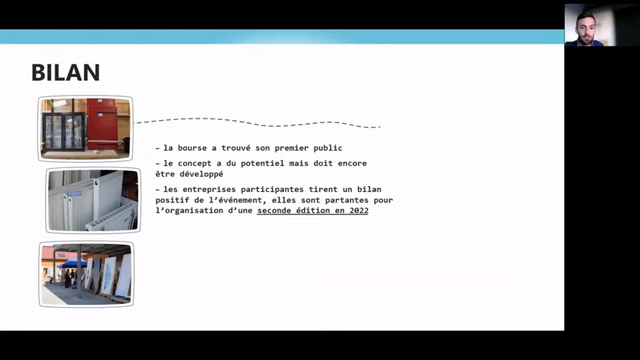 BILAN
– la bourse a trouvé son premier public
– le concept a du potentiel mais doit encore
être développé
– les entreprises participantes tirent un bilan
positif de l'événement, elles sont partantes pour
l'organisation d'une seconde édition en 2022